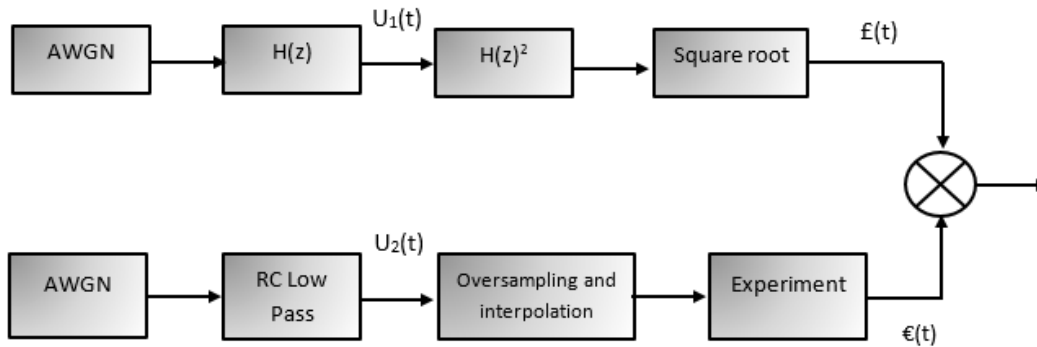 AWGN
H(z)
U₁(t)
H(z)²
Square root
£(t)
AWGN
RC Low
Pass
U₂(t)
Oversampling and
interpolation
Experiment
€(t)